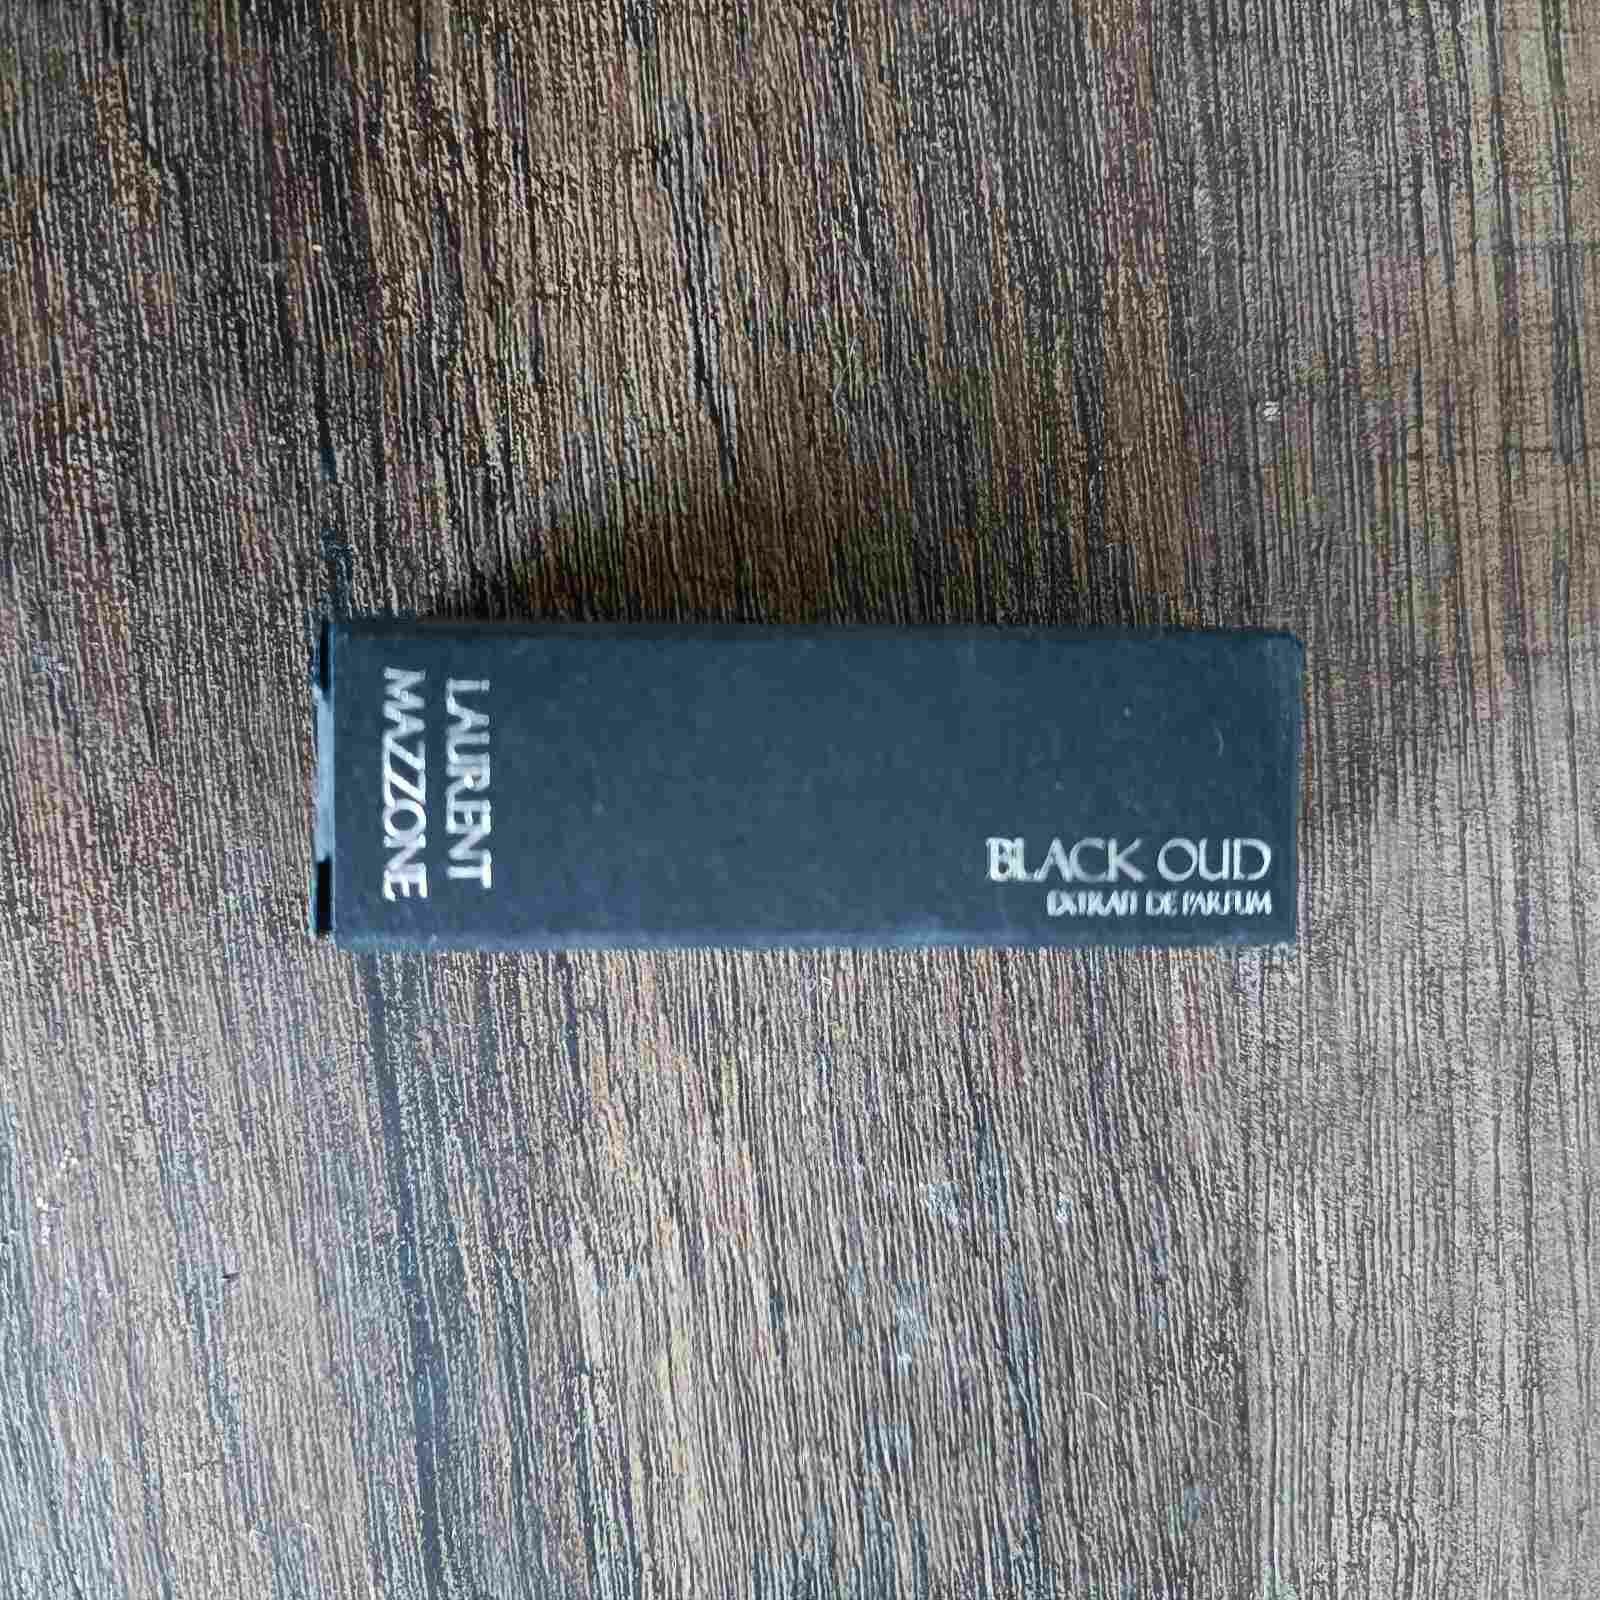 LAURENT
MAZZONE
BLACK OUD
EXTRAIT DE PARFUM